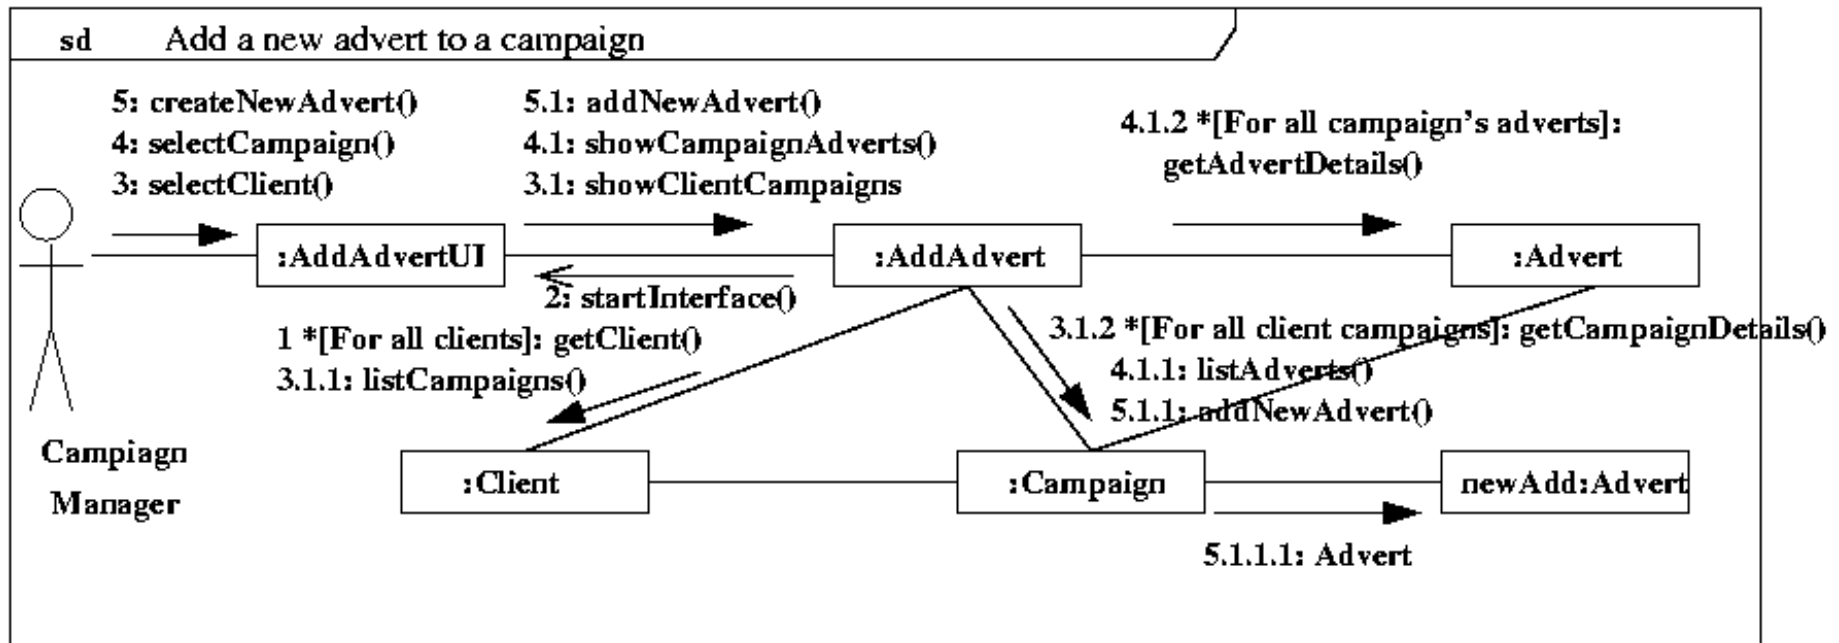 sd Add a new advert to a campaign
5: createNewAdvert()
4: selectCampaign()
3: selectClient()
5.1: addNewAdvert()
4.1: showCampaignAdverts()
3.1: showClientCampaigns
4.1.2 *[For all campaign's adverts]:
getAdvertDetails()
:AddAdvertUI
:AddAdvert
:Advert
2: startInterface()
1 *[For all clients]: getClient()
3.1.1: listCampaigns()
3.1.2 *[For all client campaigns]: getCampaignDetails()
4.1.1: listAdverts()
5.1.1: addNewAdvert()
Campiagn
Manager
:Client
:Campaign
newAdd:Advert
5.1.1.1: Advert